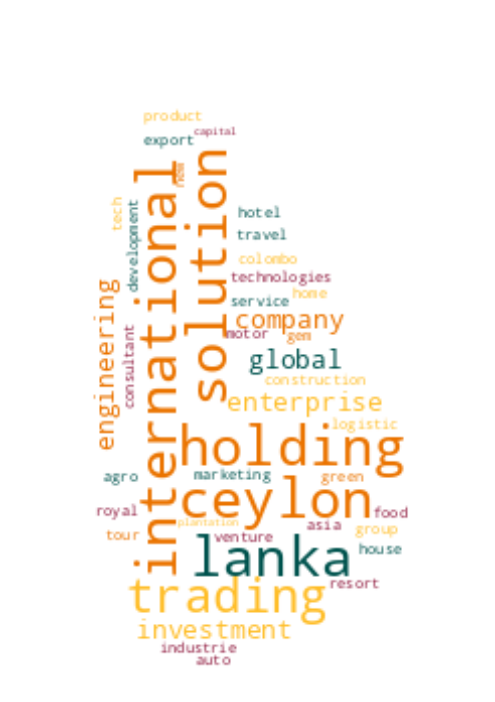 product
capital
export
new
international
solution
tech
development
hotel
travel
colombo
technologies
home
service
engineering
company
consultant
motor
gem
global
construction
enterprise
logistic
holding
agro
marketing
green
ceylon
royal
food
plantation
asia
group
tour
venture
lanka
house
resort
trading
investment
industrie
auto